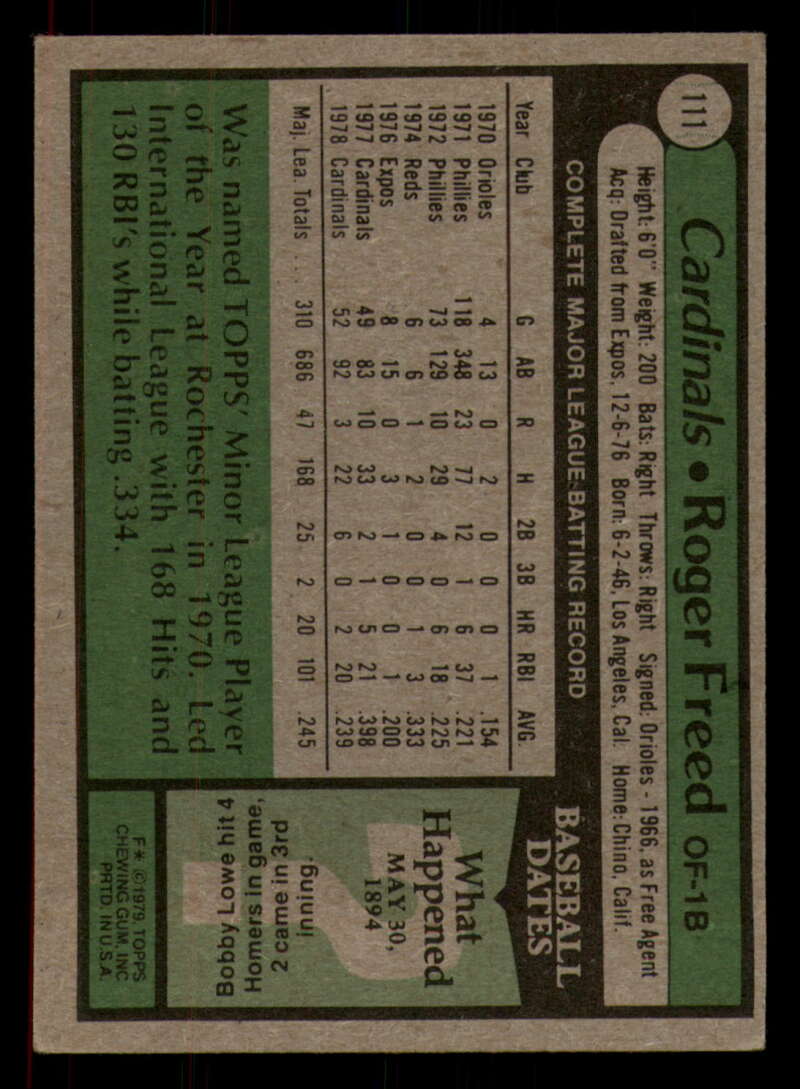 111
Cardinals • Roger Freed OF-1B
Height: 6'0" Weight: 200 Bats: Right Throws: Right Signed: Orioles - 1966, as Free Agent
Acq: Drafted from Expos, 12-6-76 Born: 6-2-46, Los Angeles, Cal. Home: Chino, Calif.
COMPLETE MAJOR LEAGUE BATTING RECORD
Year Club G AB R H 2B 3B HR RBI AVG.
1970 Orioles 4 13 0 2 0 0 0 1 .154
1971 Phillies 118 348 23 77 12 1 6 37 .221
1972 Phillies 73 129 10 29 4 0 6 18 .225
1974 Reds 6 6 1 2 0 0 1 3 .333
1976 Expos 8 15 0 3 1 0 0 1 .200
1977 Cardinals 49 83 10 33 2 1 5 21 .398
1978 Cardinals 52 92 3 22 6 0 2 20 .239
Maj. Lea. Totals . . . 310 686 47 168 25 2 20 101 .245
Was named TOPPS' Minor League Player
of the Year at Rochester in 1970. Led
International League with 168 Hits and
130 RBI's while batting .334.
BASEBALL
DATES
What
Happened
MAY 30,
1894
?
Bobby Lowe hit 4
Homers in game,
2 came in 3rd
inning.
F* © 1979, TOPPS
CHEWING GUM, INC
PRTD. IN U.S.A.